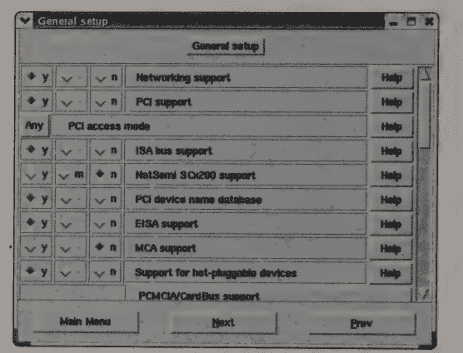 General setup
General setup
y - n Networking support Help
y - n PCI support Help
Any PCI access mode Help
y - n ISA bus support Help
y m n NatSemi SCx200 support Help
y - n PCI device name database Help
y - n EISA support Help
y - n MCA support Help
y - n Support for hot-pluggable devices Help
PCMCIA/CardBus support
Main Menu Next Prev